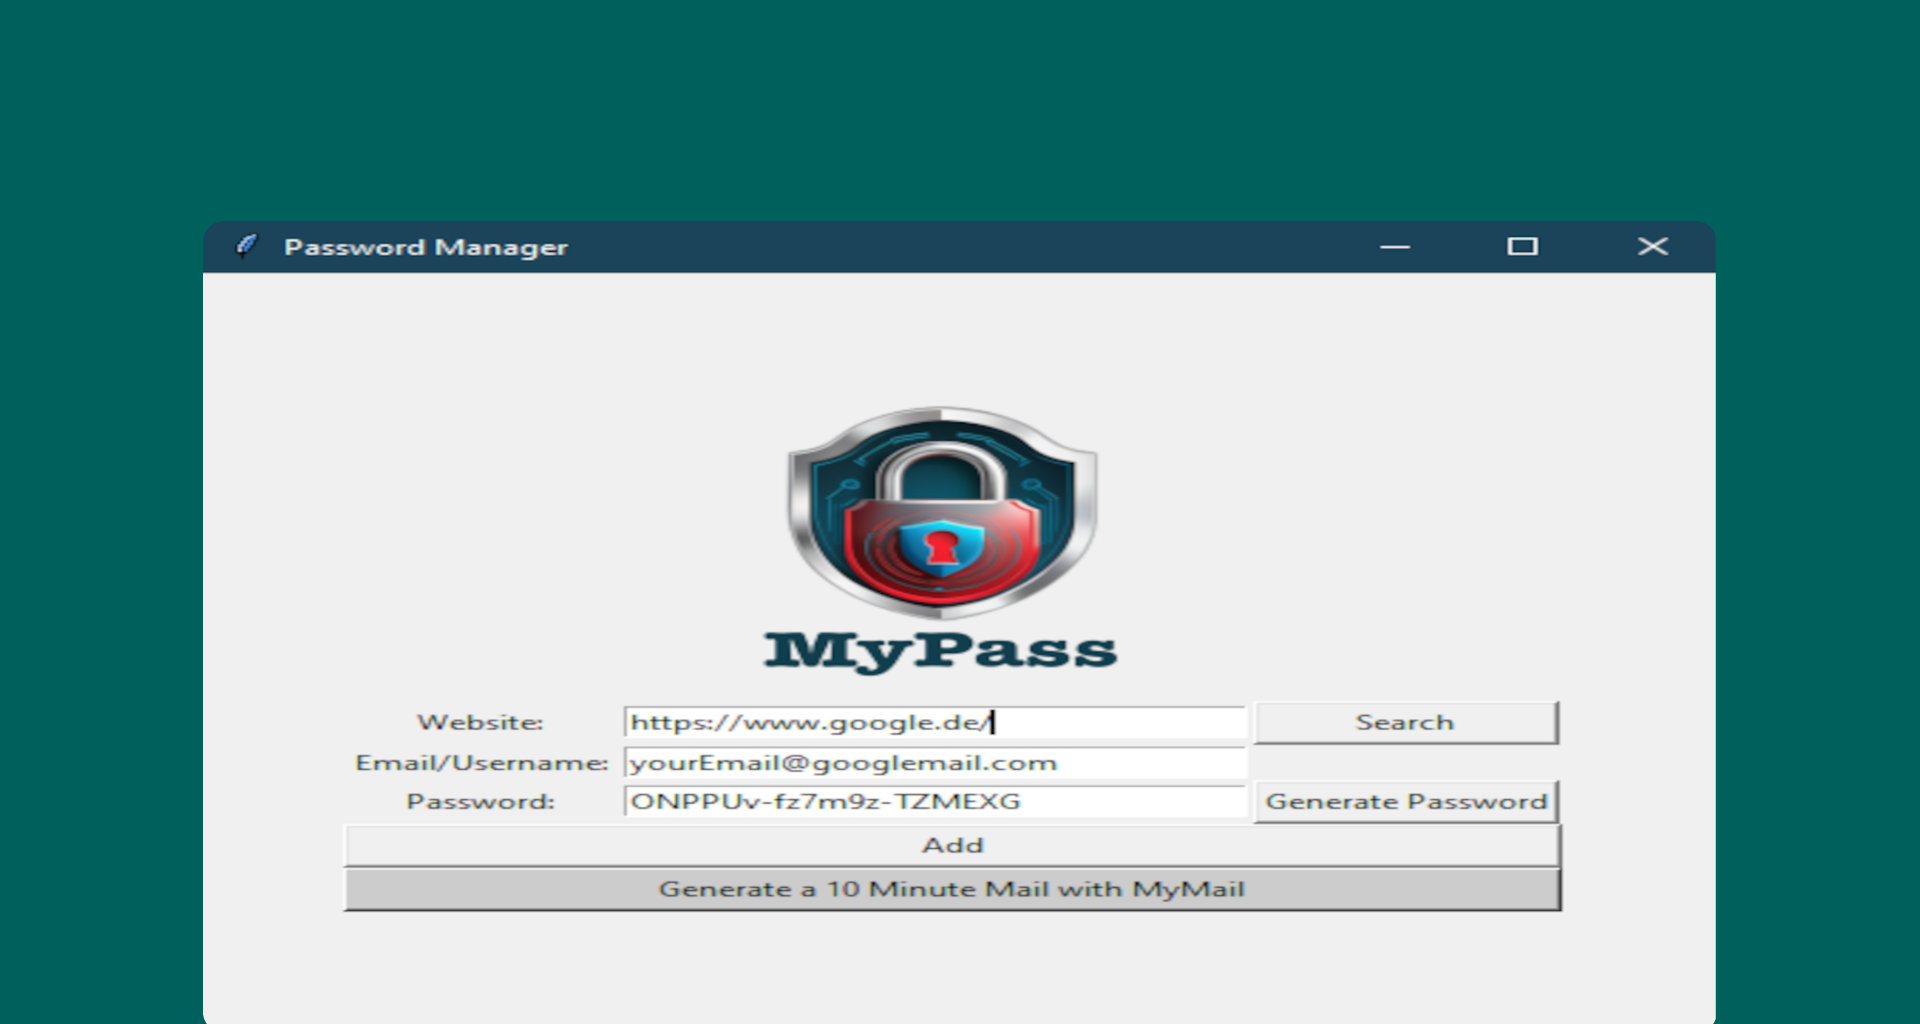 Password Manager
MyPass
Website: https://www.google.de/ Search
Email/Username: yourEmail@googlemail.com
Password: ONPPUv-fz7m9z-TZMEXG Generate Password
Add
Generate a 10 Minute Mail with MyMail